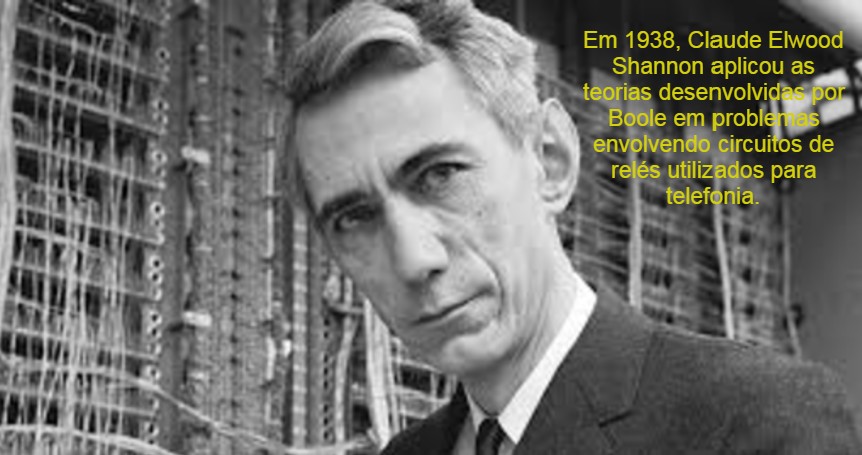 Em 1938, Claude Elwood
Shannon aplicou as
teorias desenvolvidas por
Boole em problemas
envolvendo circuitos de
relés utilizados para
telefonia.